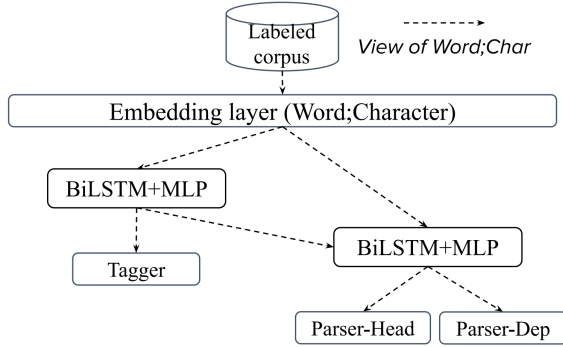 Labeled
corpus
View of Word;Char
Embedding layer (Word;Character)
BiLSTM+MLP
BiLSTM+MLP
Tagger
Parser-Head
Parser-Dep